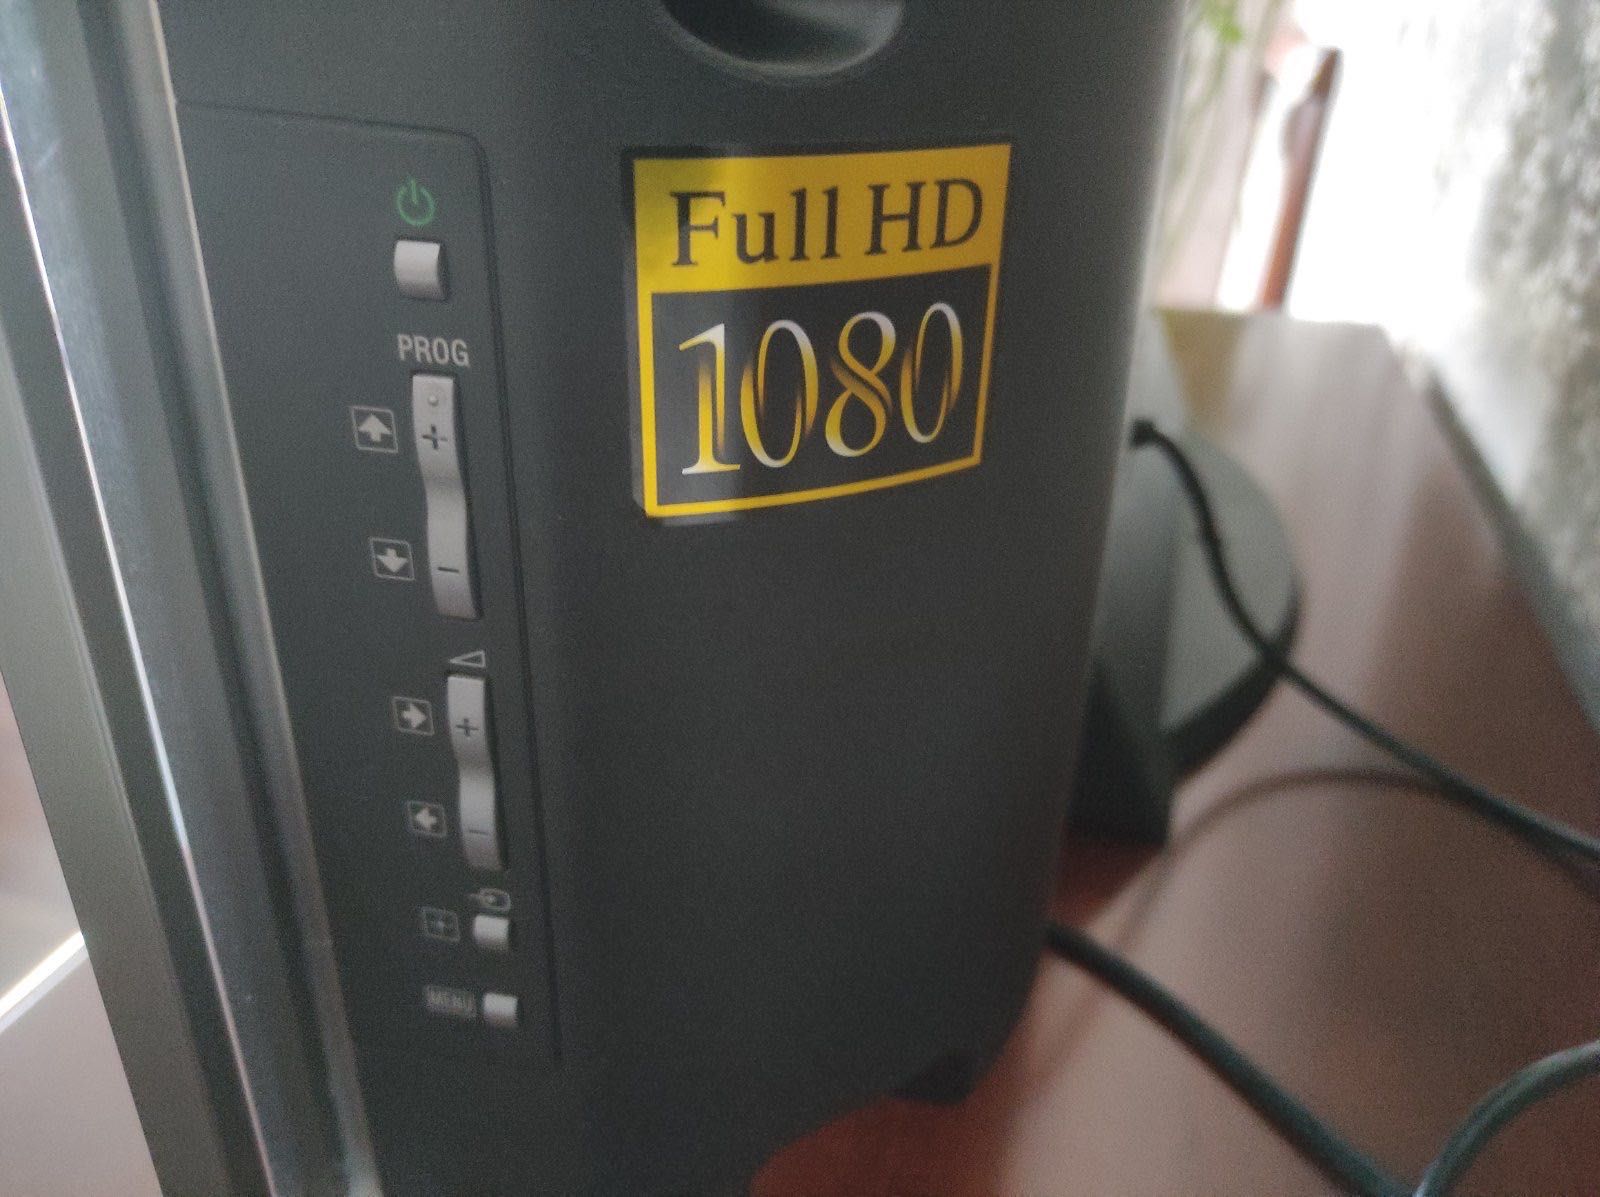 Full HD
1080
PROG
+
-
+
-
MENU